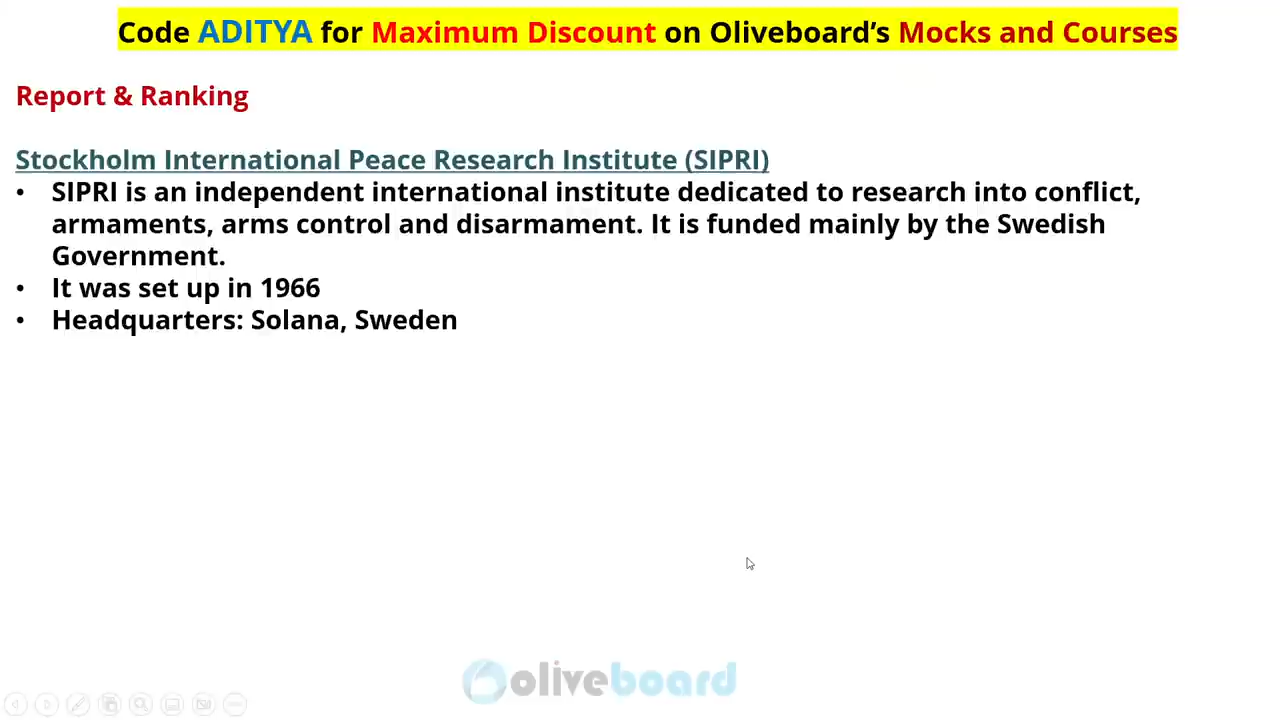 Code ADITYA for Maximum Discount on Oliveboard's Mocks and Courses
Report & Ranking
Stockholm International Peace Research Institute (SIPRI)
• SIPRI is an independent international institute dedicated to research into conflict,
armaments, arms control and disarmament. It is funded mainly by the Swedish
Government.
• It was set up in 1966
• Headquarters: Solana, Sweden
oliveboard